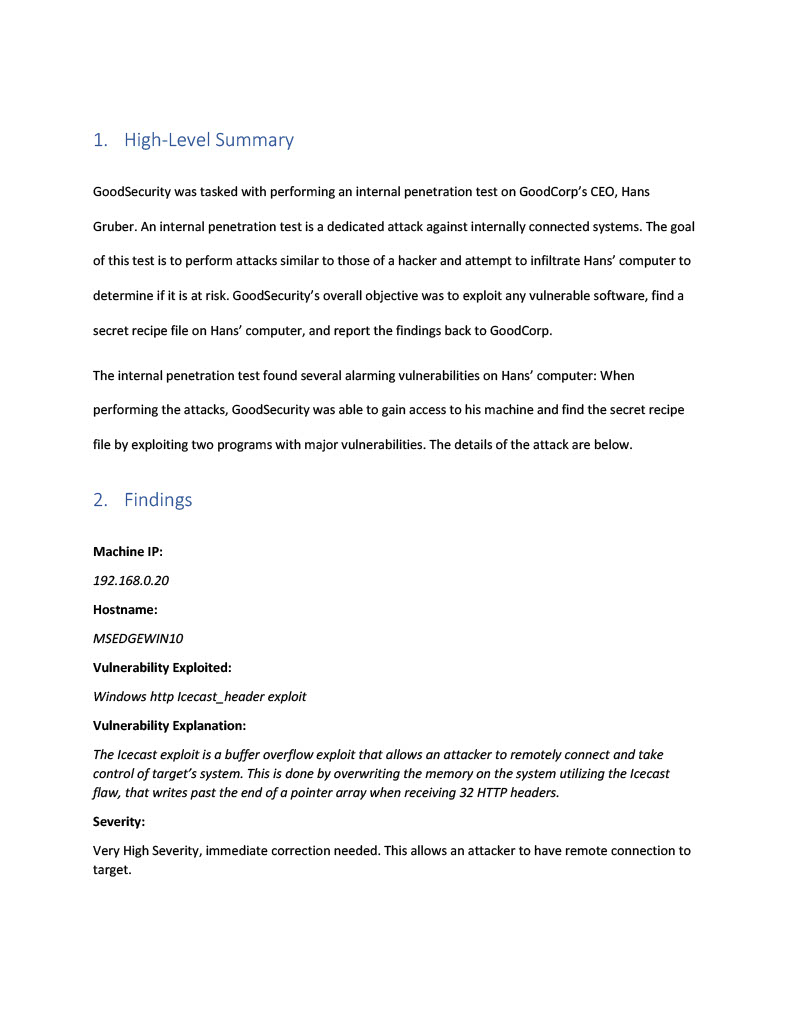 1. High-Level Summary
GoodSecurity was tasked with performing an internal penetration test on GoodCorp’s CEO, Hans
Gruber. An internal penetration test is a dedicated attack against internally connected systems. The goal
of this test is to perform attacks similar to those of a hacker and attempt to infiltrate Hans’ computer to
determine if it is at risk. GoodSecurity’s overall objective was to exploit any vulnerable software, find a
secret recipe file on Hans’ computer, and report the findings back to GoodCorp.
The internal penetration test found several alarming vulnerabilities on Hans’ computer: When
performing the attacks, GoodSecurity was able to gain access to his machine and find the secret recipe
file by exploiting two programs with major vulnerabilities. The details of the attack are below.
2. Findings
Machine IP:
192.168.0.20
Hostname:
MSEDGEWIN10
Vulnerability Exploited:
Windows http Icecast_header exploit
Vulnerability Explanation:
The Icecast exploit is a buffer overflow exploit that allows an attacker to remotely connect and take
control of target’s system. This is done by overwriting the memory on the system utilizing the Icecast
flaw, that writes past the end of a pointer array when receiving 32 HTTP headers.
Severity:
Very High Severity, immediate correction needed. This allows an attacker to have remote connection to
target.